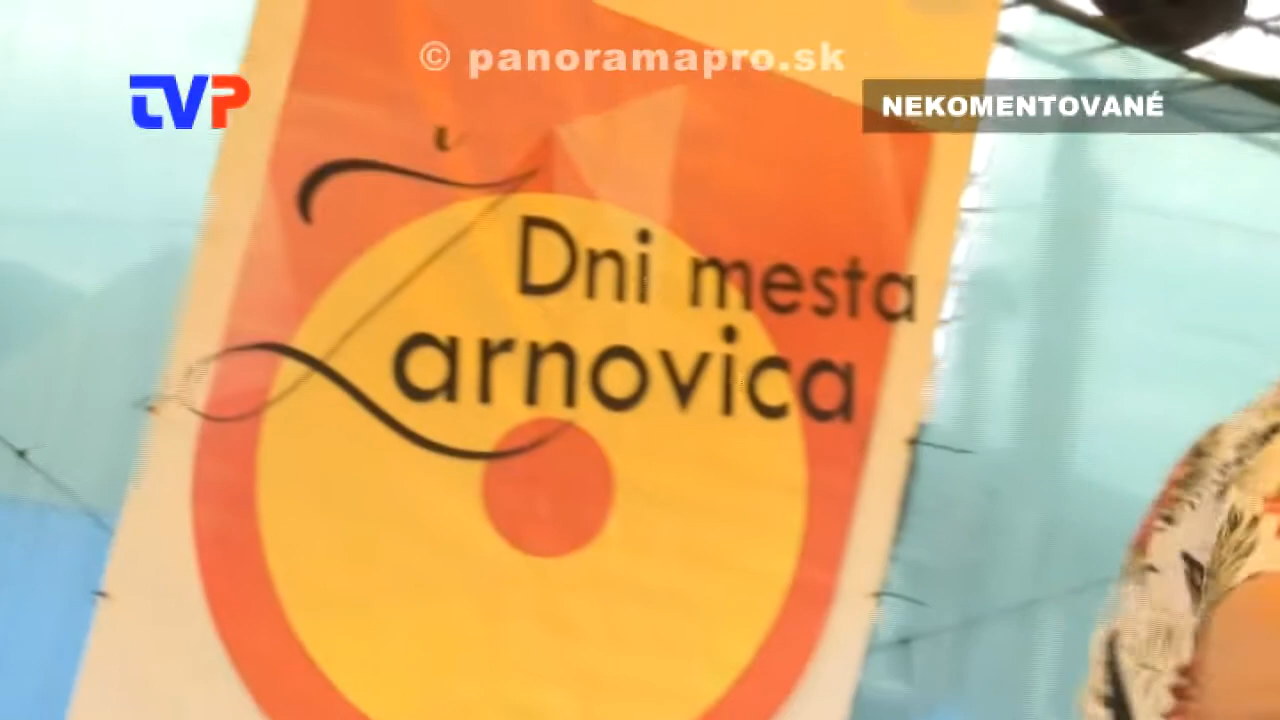 © panoramapro.sk
TVP
NEKOMENTOVANÉ
Dni mesta
Žarnovica